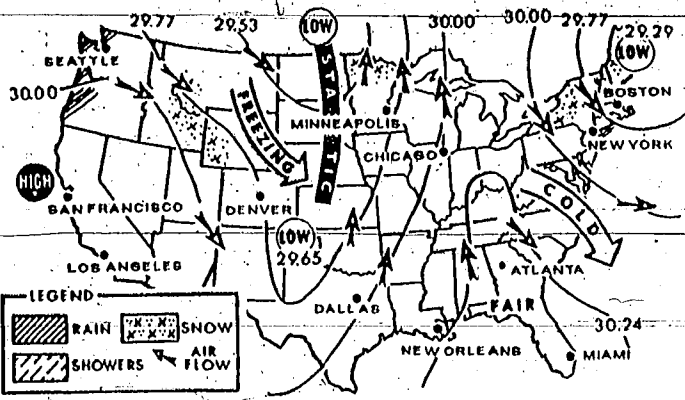 29.77
29.53
LOW
30.00
30.00
29.77
29.29
LOW
SEATTLE
30.00
BOSTON
STATIC
MINNEAPOLIS
FREEZING
NEW YORK
CHICAGO
HIGH
SAN FRANCISCO
DENVER
COLD
LOW
29.65
LOS ANGELES
ATLANTA
LEGEND
DALLAS
FAIR
RAIN
SNOW
30.24
SHOWERS
AIR
FLOW
NEW ORLEANS
MIAMI